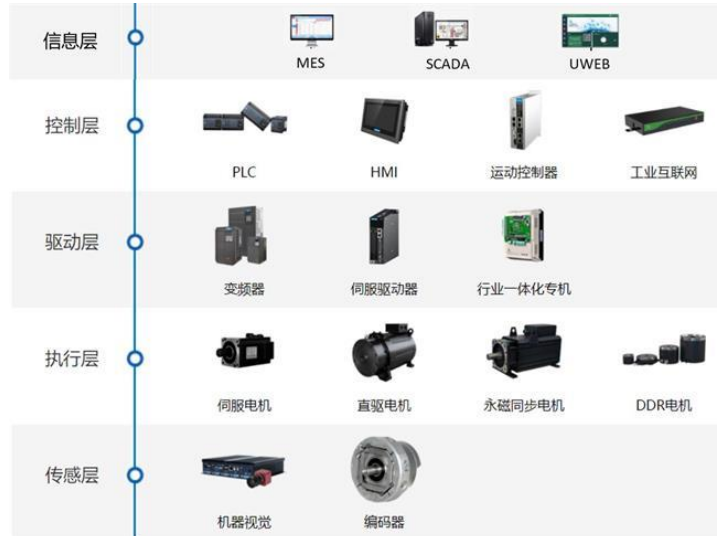 信息层
MES SCADA UWEB
控制层
PLC HMI 运动控制器 工业互联网
驱动层
变频器 伺服驱动器 行业一体化专机
执行层
伺服电机 直驱电机 永磁同步电机 DDR电机
传感层
机器视觉 编码器